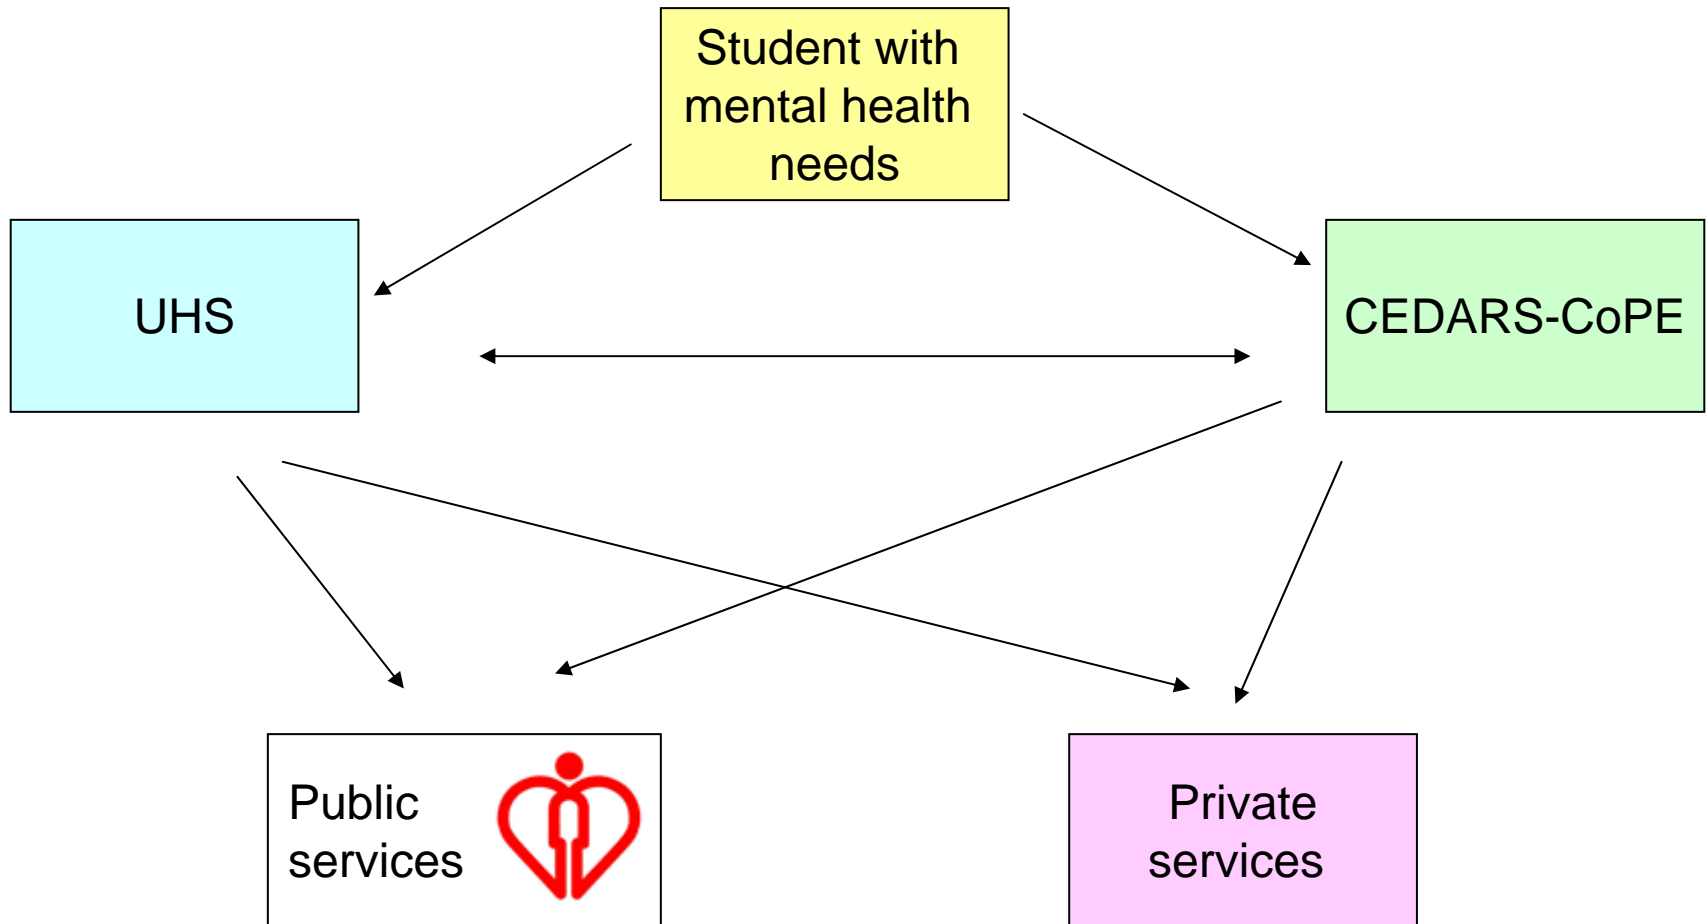 Student with
mental health
needs
UHS
CEDARS-CoPE
Public
services
Private
services